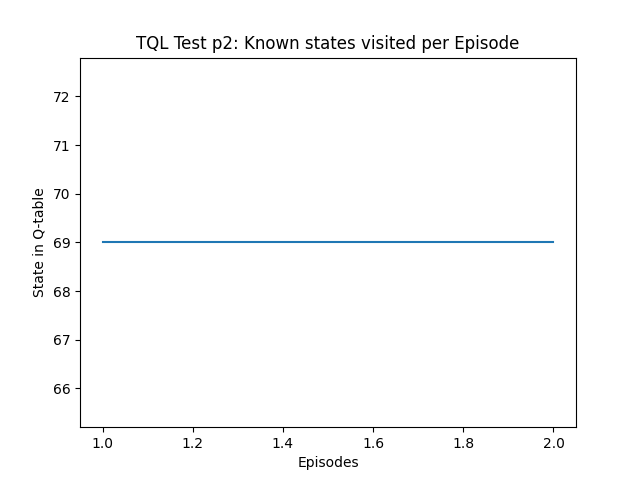 TQL Test p2: Known states visited per Episode
72
71
70
69
68
67
66
State in Q-table
1.0 1.2 1.4 1.6 1.8 2.0
Episodes